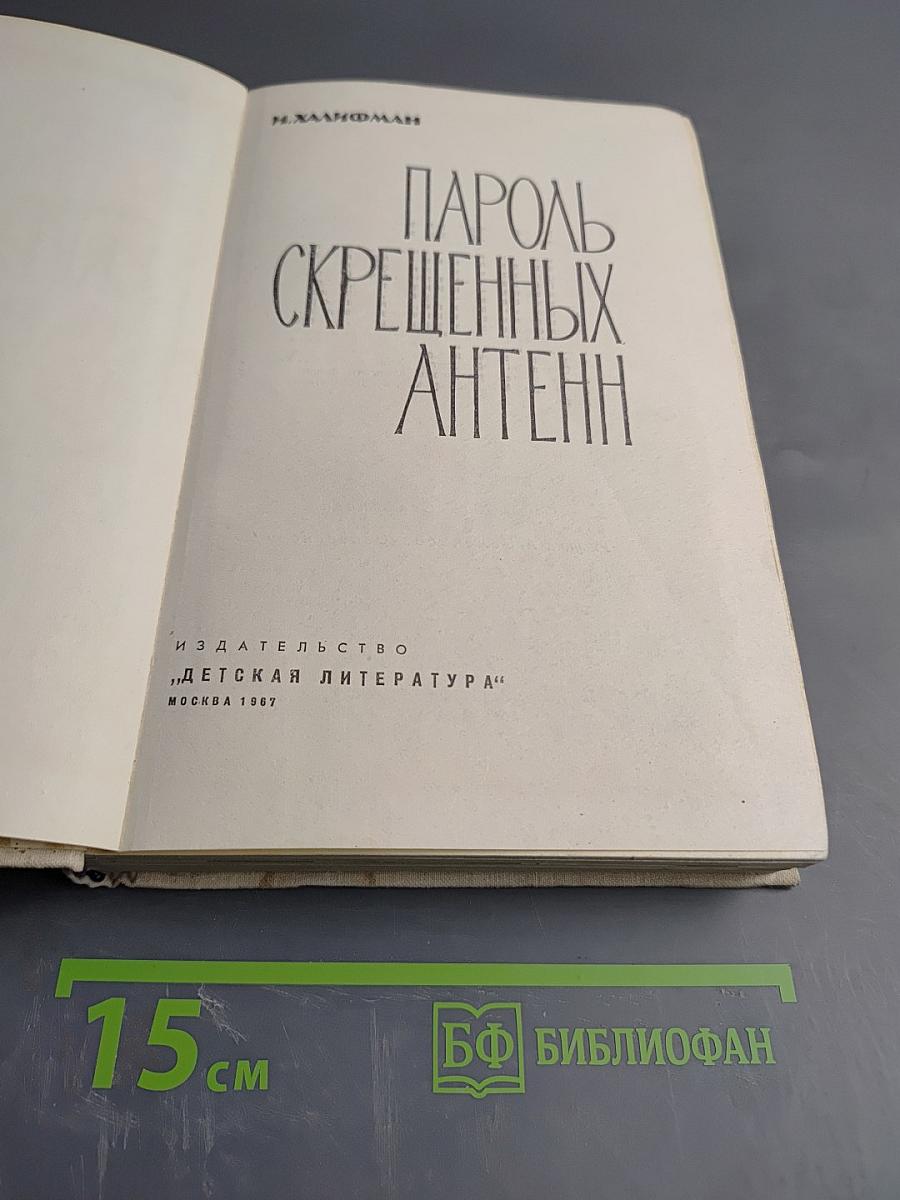 И. ХАЛИФМАН
ПАРОЛЬ
СКРЕЩЕННЫХ
АНТЕНН
ИЗДАТЕЛЬСТВО
„ДЕТСКАЯ ЛИТЕРАТУРА“
МОСКВА 1967
15 см
БФ БИБЛИОФАН